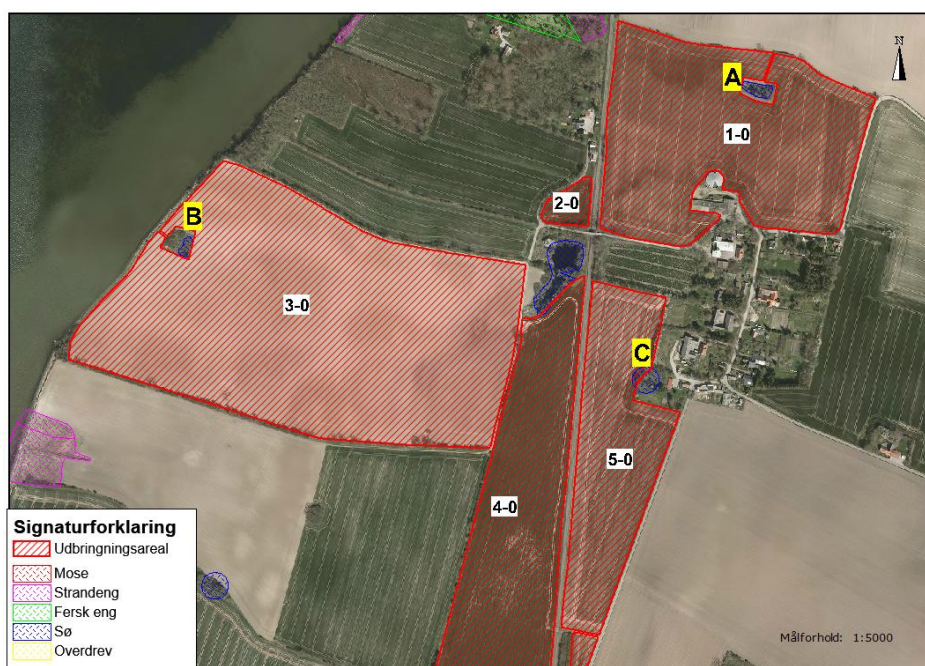 N
A
1-0
2-0
B
3-0
C
5-0
4-0
Signaturforklaring
Udbringningsareal
Mose
Strandeng
Fersk eng
Sø
Overdrev
Målforhold: 1:5000